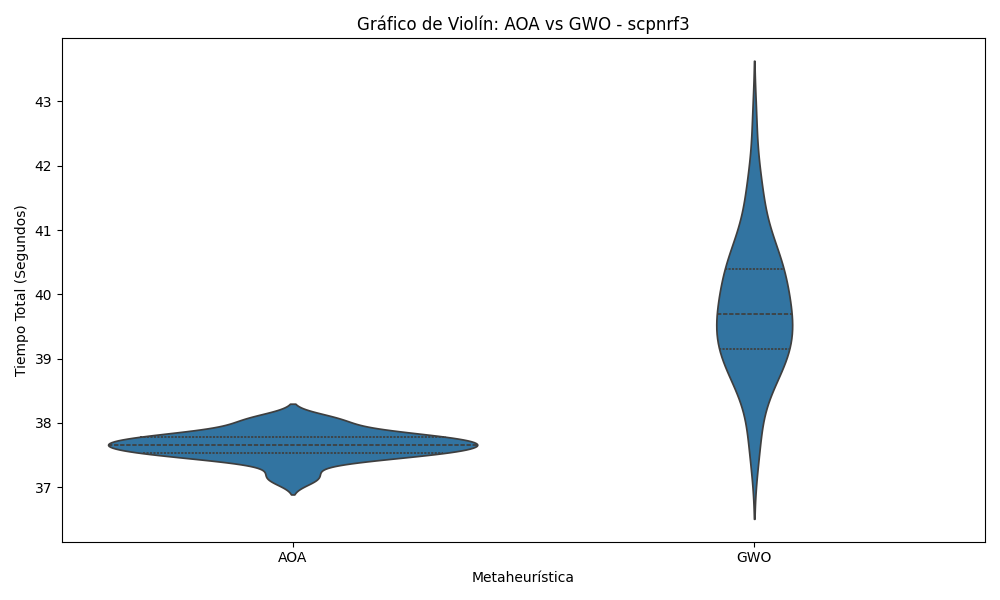 Gráfico de Violín: AOA vs GWO - scpnrf3
Tiempo Total (Segundos)
43
42
41
40
39
38
37
AOA
GWO
Metaheurística